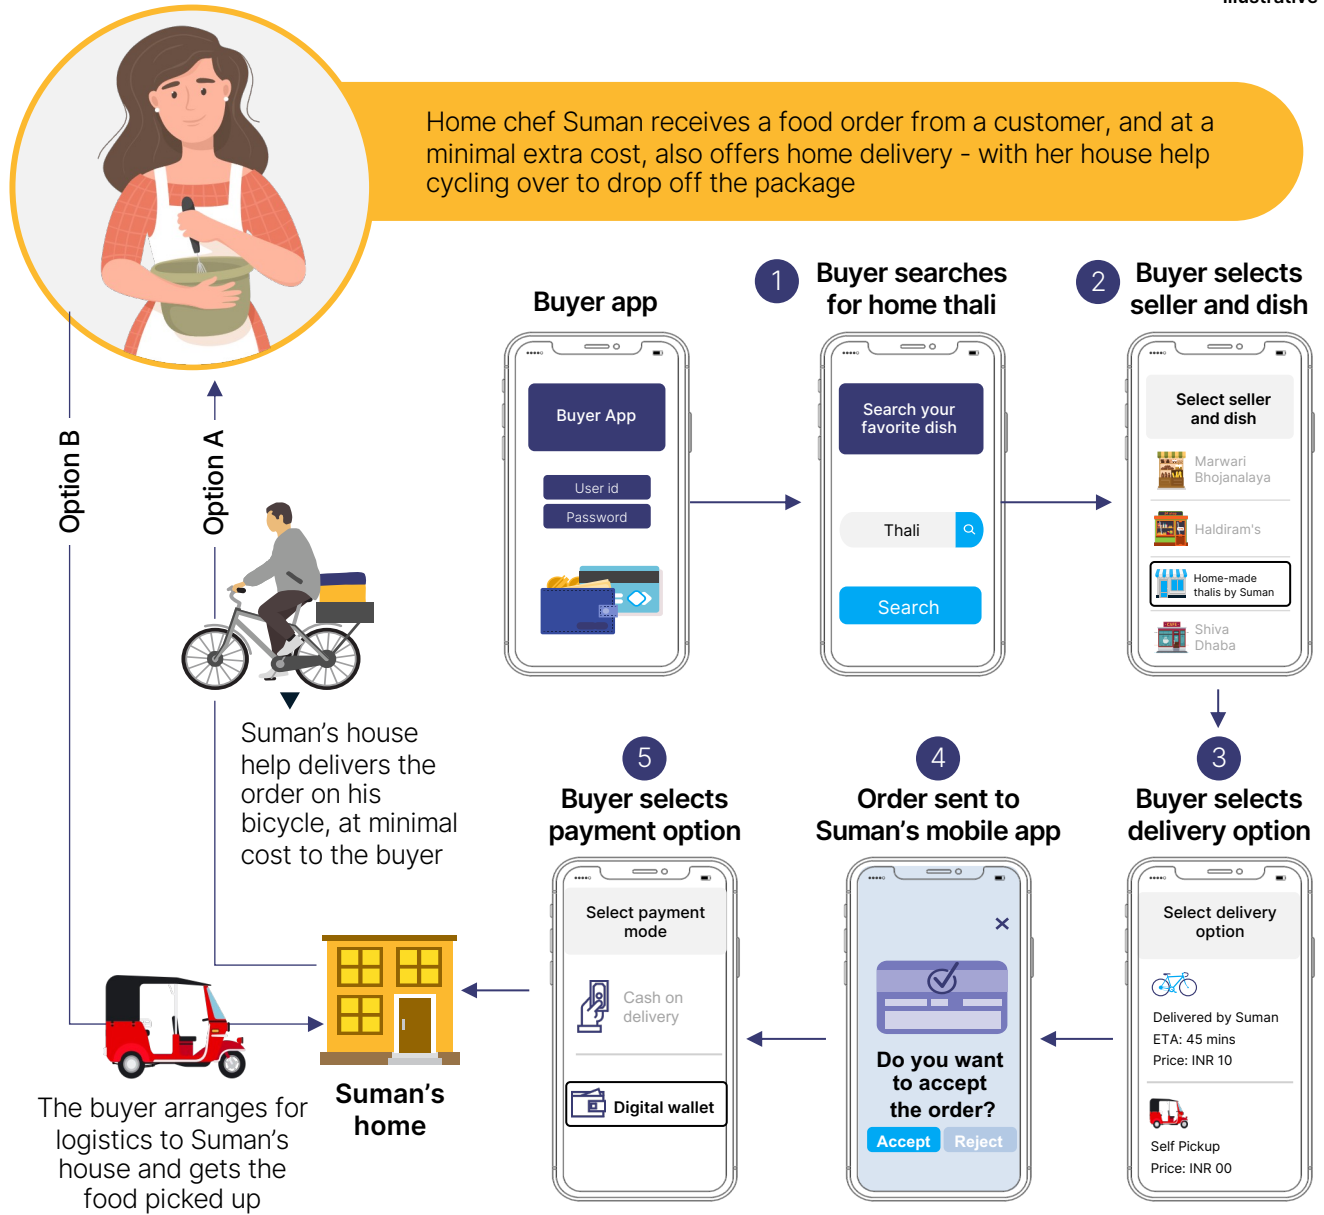 Illustrative
Home chef Suman receives a food order from a customer, and at a
minimal extra cost, also offers home delivery - with her house help
cycling over to drop off the package
Buyer app
1
Buyer searches
for home thali
2
Buyer selects
seller and dish
Buyer App
User id
Password
Search your
favorite dish
Thali
Search
Select seller
and dish
Marwari
Bhojanalaya
Haldiram's
Home-made
thalis by Suman
Shiva
Dhaba
Option B
Option A
Suman's house
help delivers the
order on his
bicycle, at minimal
cost to the buyer
5
Buyer selects
payment option
4
Order sent to
Suman's mobile app
3
Buyer selects
delivery option
Select payment
mode
Cash on
delivery
Digital wallet
Do you want
to accept
the order?
Accept
Reject
Select delivery
option
Delivered by Suman
ETA: 45 mins
Price: INR 10
Self Pickup
Price: INR 00
Suman's
home
The buyer arranges for
logistics to Suman's
house and gets the
food picked up